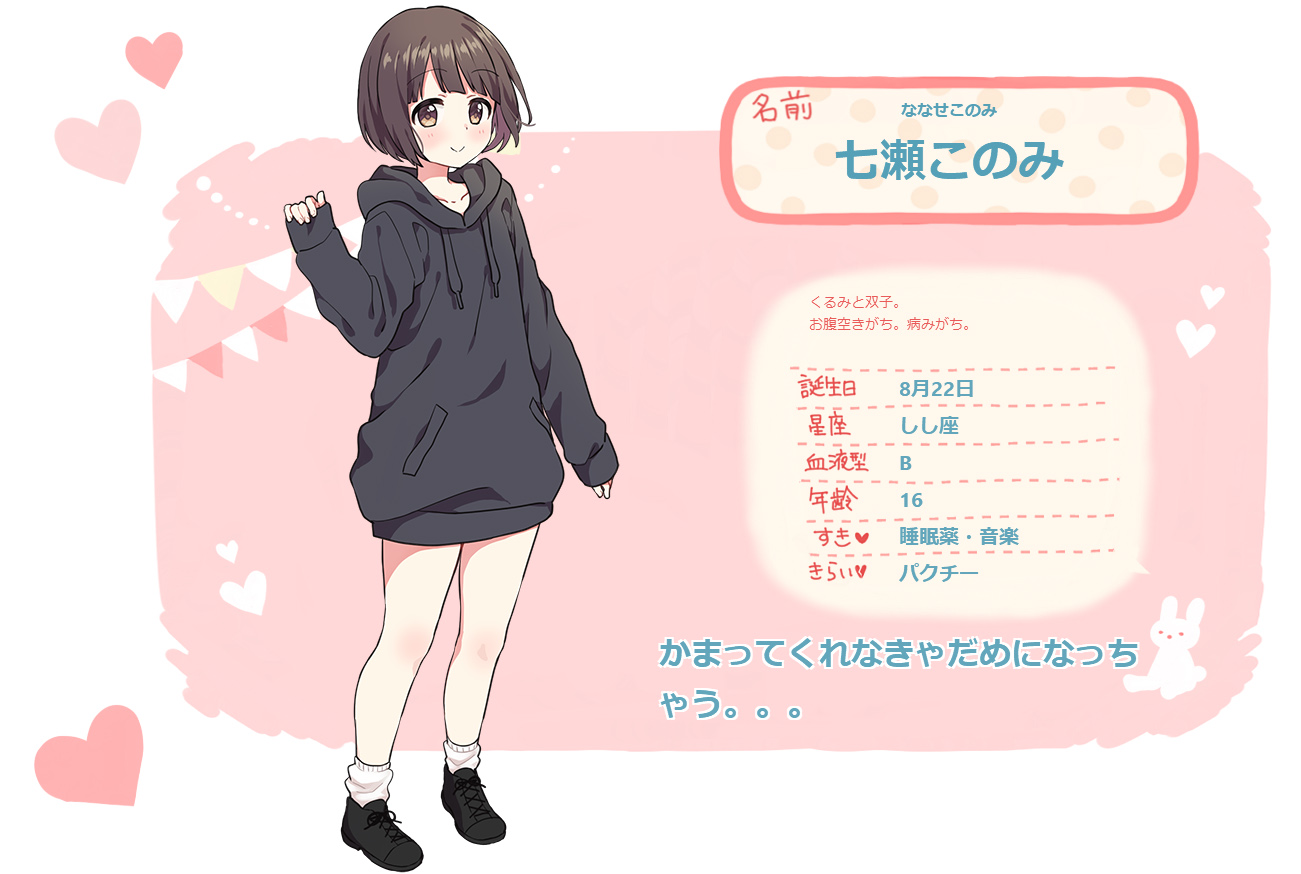 名前
ななせこのみ
七瀬このみ
くるみと双子。
お腹空きがち。病みがち。
誕生日 8月22日
星座 しし座
血液型 B
年齢 16
すき♥ 睡眠薬・音楽
きらい💔 パクチー
かまってくれなきゃだめになっち
ゃう。。。